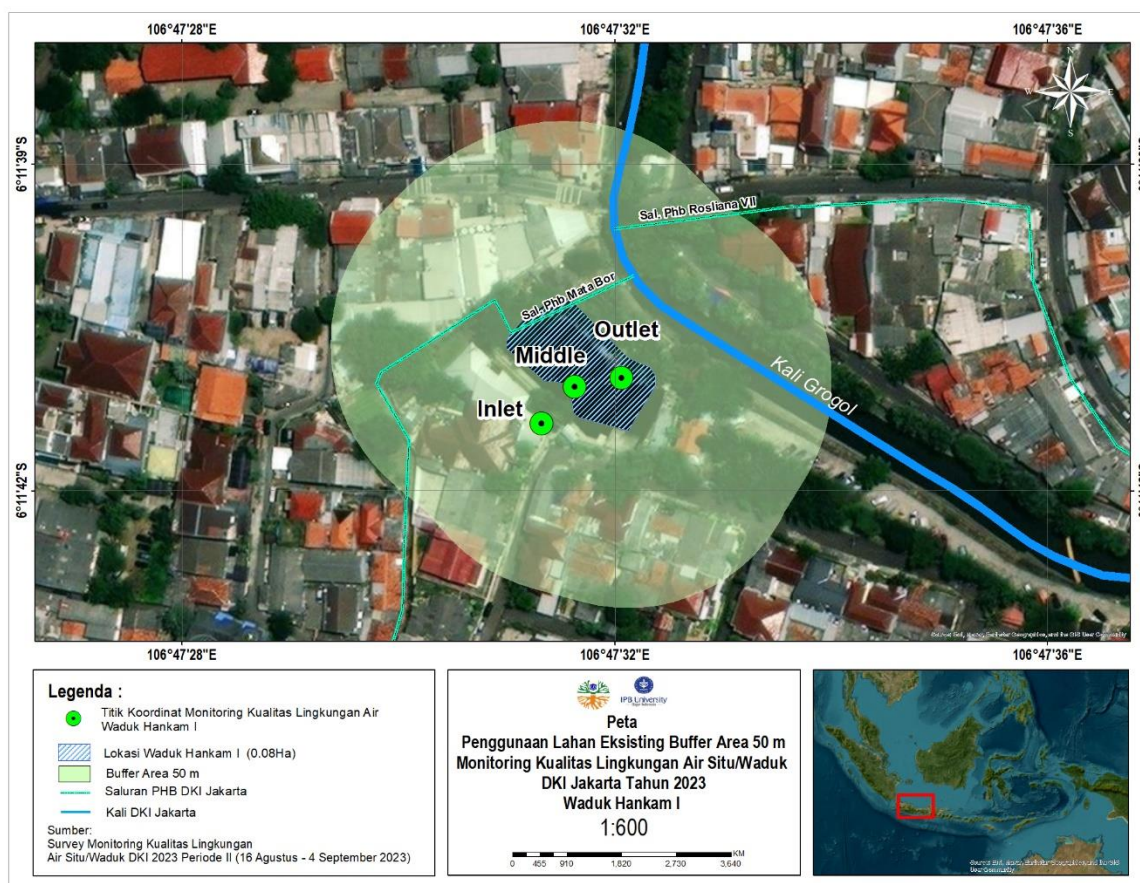 106°47'28"E
106°47'32"E
106°47'36"E
N
W
E
S
6°11'39"S
Sal. Phb Rosliana VII
Sal. Phb Mata Bor
Outlet
Middle
Inlet
Kali Grogol
6°11'42"S
106°47'28"E
106°47'32"E
106°47'36"E
Legenda :
Titik Koordinat Monitoring Kualitas Lingkungan Air
Waduk Hankam I
Lokasi Waduk Hankam I (0.08Ha)
Buffer Area 50 m
Saluran PHB DKI Jakarta
Kali DKI Jakarta
Sumber:
Survey Monitoring Kualitas Lingkungan
Air Situ/Waduk DKI 2023 Periode II (16 Agustus - 4 September 2023)
IPB University
Peta
Penggunaan Lahan Eksisting Buffer Area 50 m
Monitoring Kualitas Lingkungan Air Situ/Waduk
DKI Jakarta Tahun 2023
Waduk Hankam I
1:600
KM
0 455 910 1,820 2,730 3,640